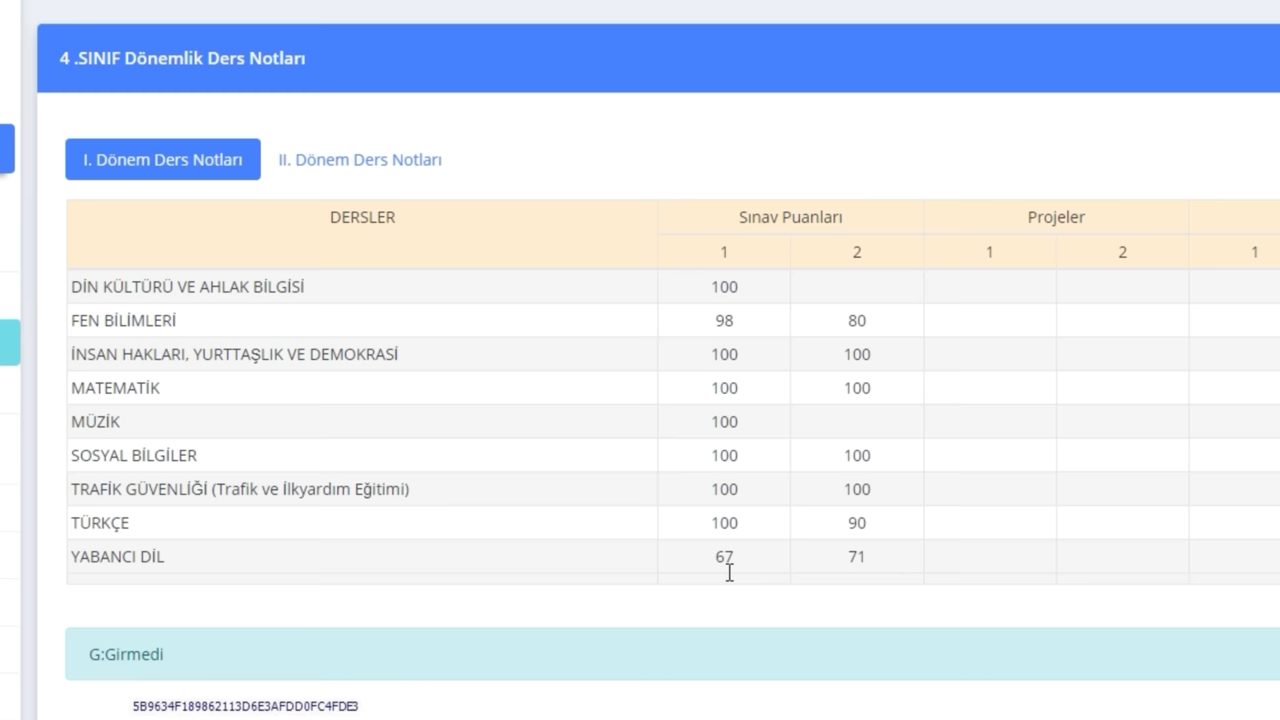 4 .SINIF Dönemlik Ders Notları
I. Dönem Ders Notları II. Dönem Ders Notları
DERSLER Sınav Puanları Projeler
1 2 1 2 1
DİN KÜLTÜRÜ VE AHLAK BİLGİSİ 100
FEN BİLİMLERİ 98 80
İNSAN HAKLARI, YURTTAŞLIK VE DEMOKRASİ 100 100
MATEMATİK 100 100
MÜZİK 100
SOSYAL BİLGİLER 100 100
TRAFİK GÜVENLİĞİ (Trafik ve İlkyardım Eğitimi) 100 100
TÜRKÇE 100 90
YABANCI DİL 67 71
G:Girmedi
5B9634F189862113D6E3AFDD0FC4FDE3